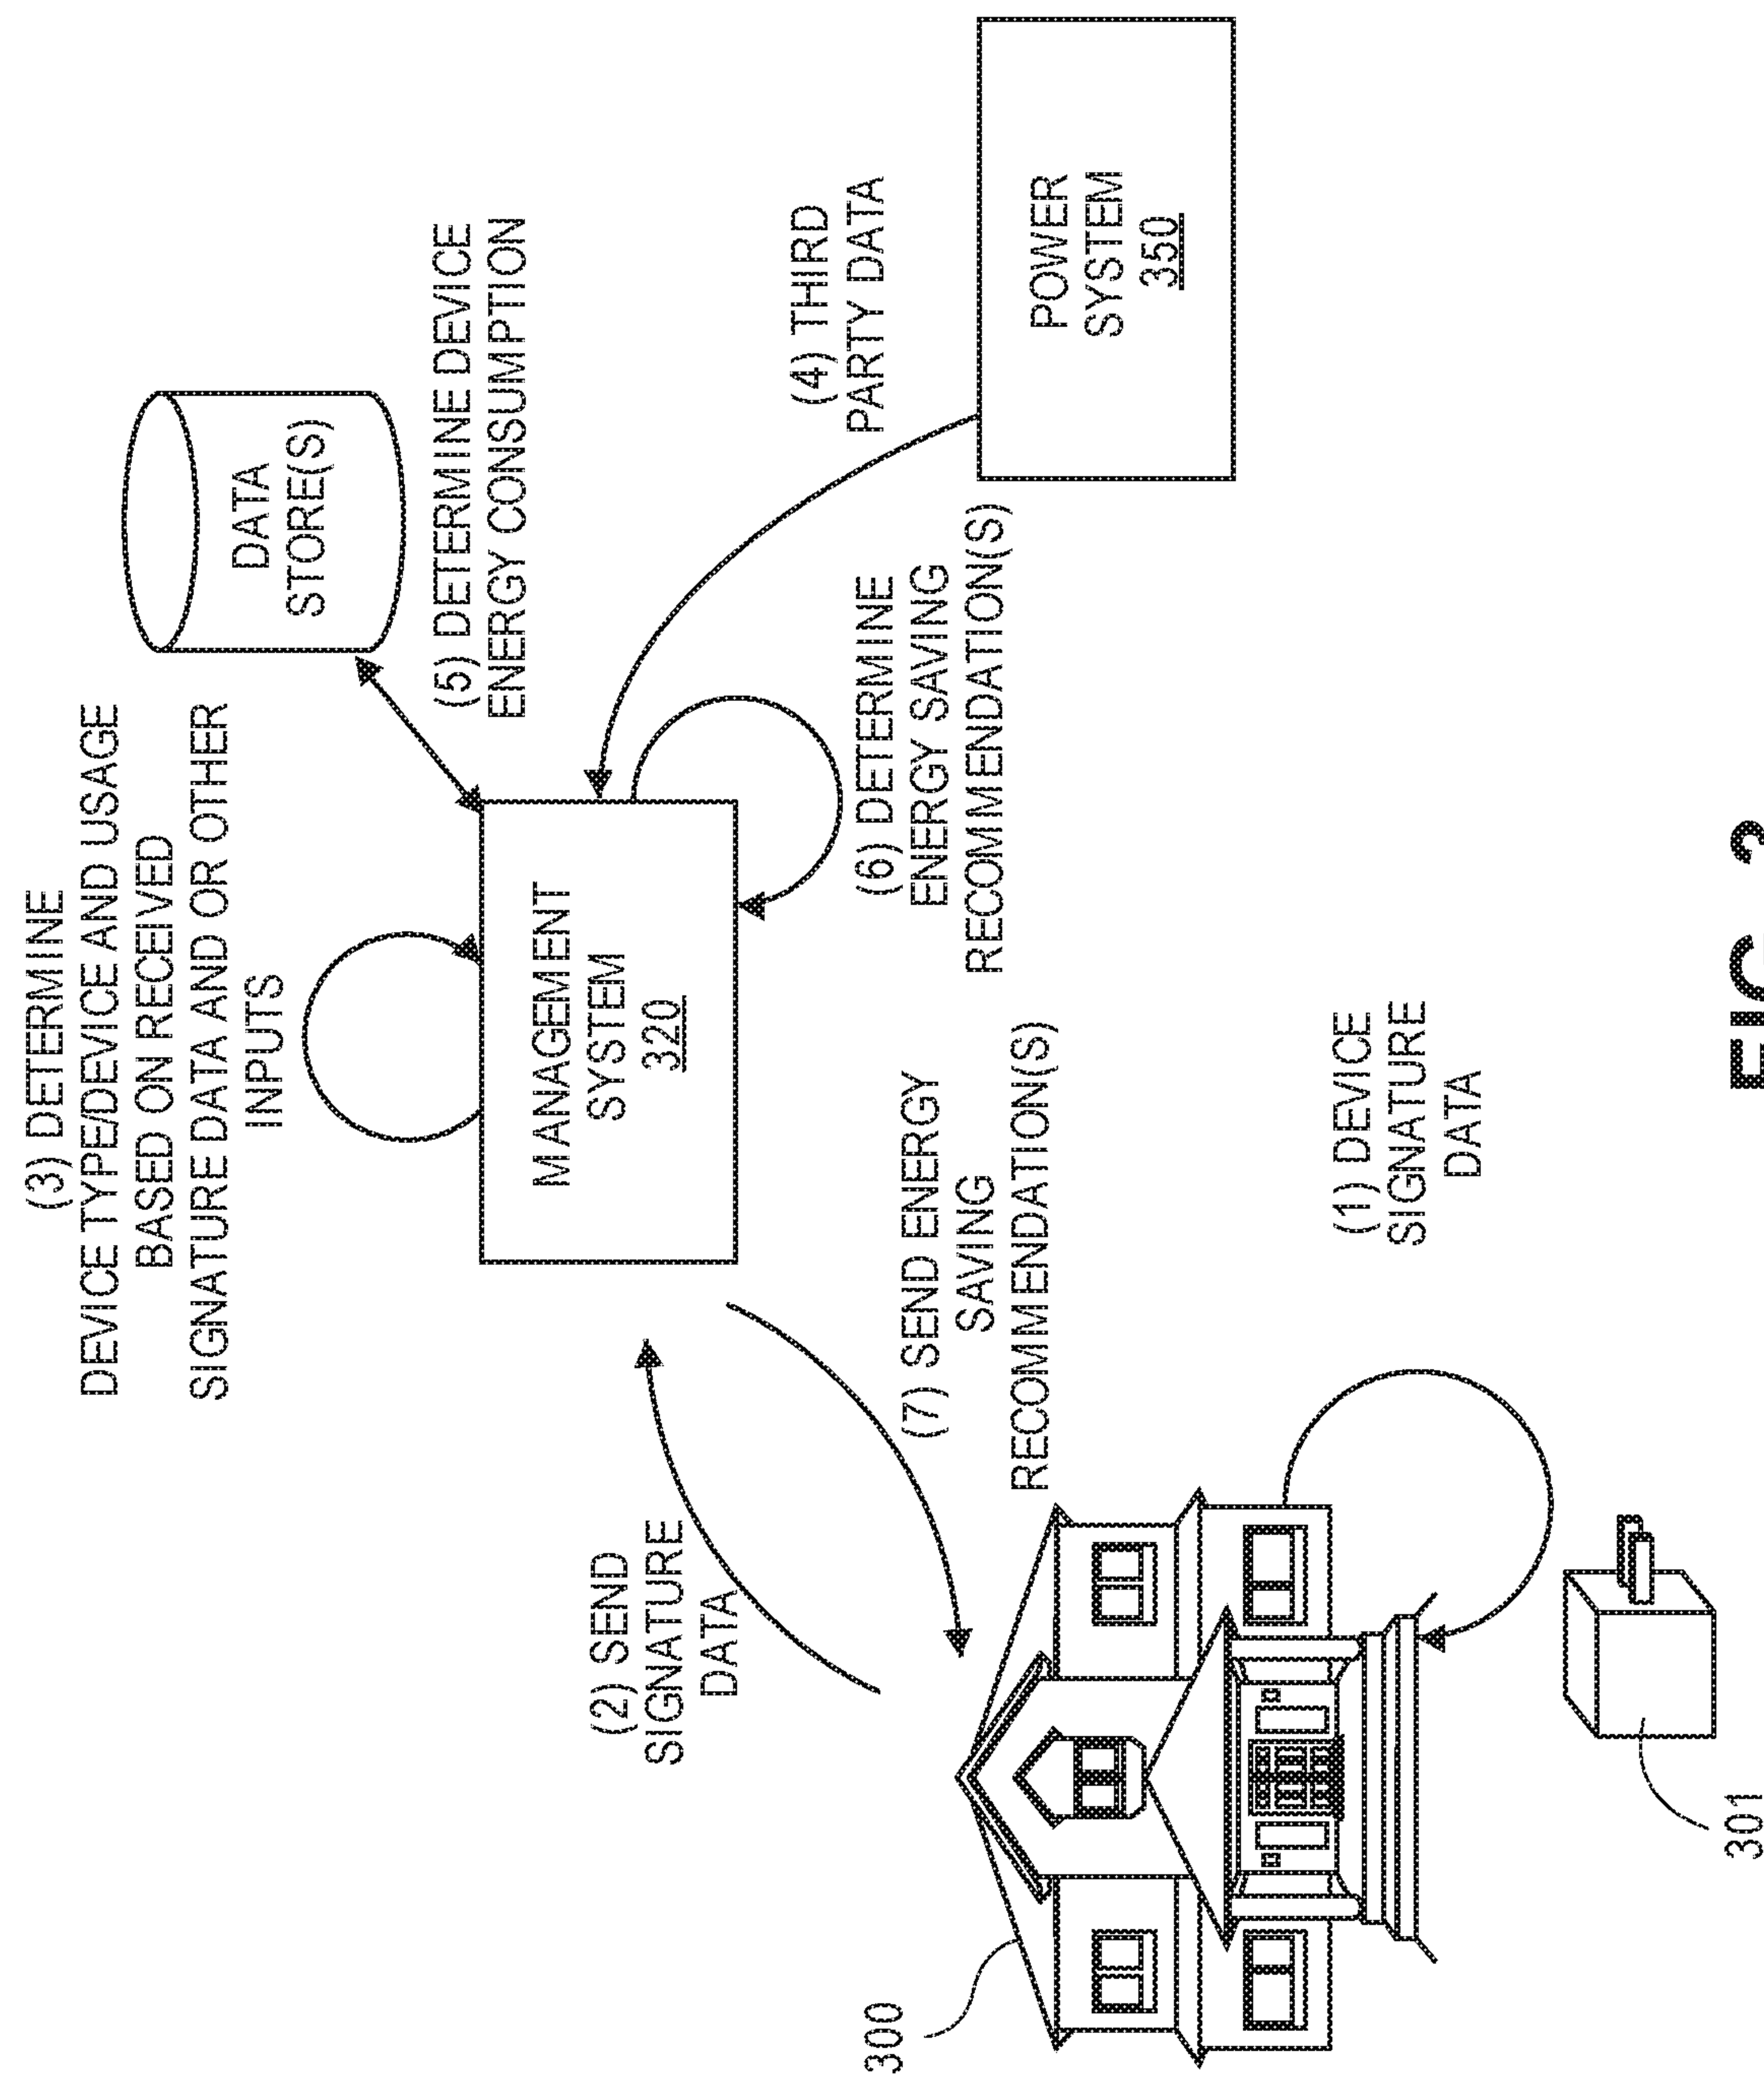 (3) DETERMINE
DEVICE TYPE/DEVICE AND USAGE
BASED ON RECEIVED
SIGNATURE DATA AND OR OTHER
INPUTS
DATA
STORE(S)
(5) DETERMINE DEVICE
ENERGY CONSUMPTION
MANAGEMENT
SYSTEM
320
(2) SEND
SIGNATURE
DATA
(4) THIRD
PARTY DATA
(6) DETERMINE
ENERGY SAVING
RECOMMENDATION(S)
(7) SEND ENERGY
SAVING
RECOMMENDATION(S)
POWER
SYSTEM
350
300
(1) DEVICE
SIGNATURE
DATA
301